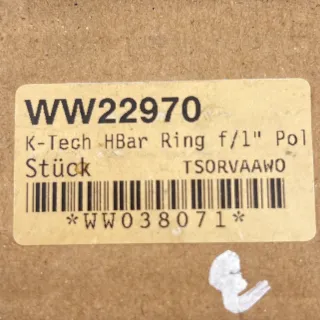 WW22970
K-Tech HBar Ring f/1" Pol
Stück TSORVAAWO
*WW038071*